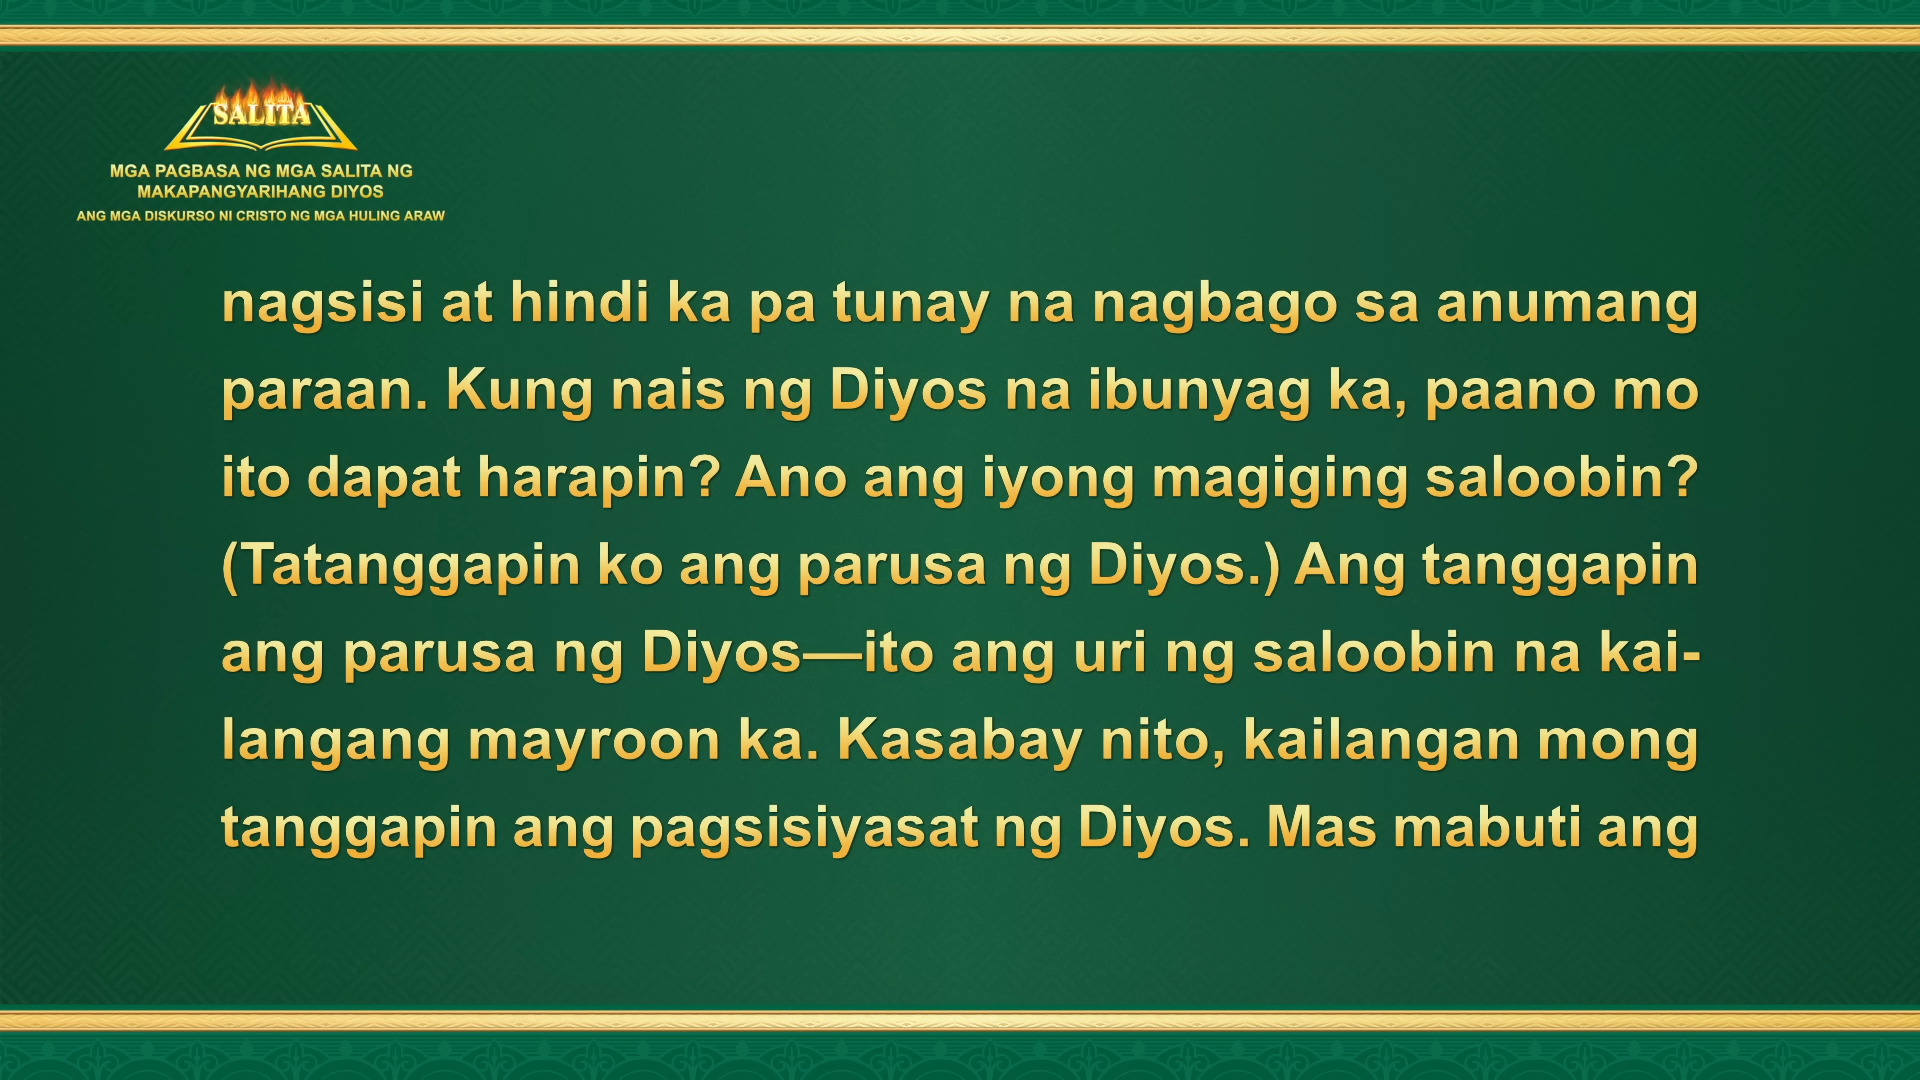 SALITA
MGA PAGBASA NG MGA SALITA NG
MAKAPANGYARIHANG DIYOS
ANG MGA DISKURSO NI CRISTO NG MGA HULING ARAW
nagsisi at hindi ka pa tunay na nagbago sa anumang
paraan. Kung nais ng Diyos na ibunyag ka, paano mo
ito dapat harapin? Ano ang iyong magiging saloobin?
(Tatanggapin ko ang parusa ng Diyos.) Ang tanggapin
ang parusa ng Diyos—ito ang uri ng saloobin na kai-
langang mayroon ka. Kasabay nito, kailangan mong
tanggapin ang pagsisiyasat ng Diyos. Mas mabuti ang